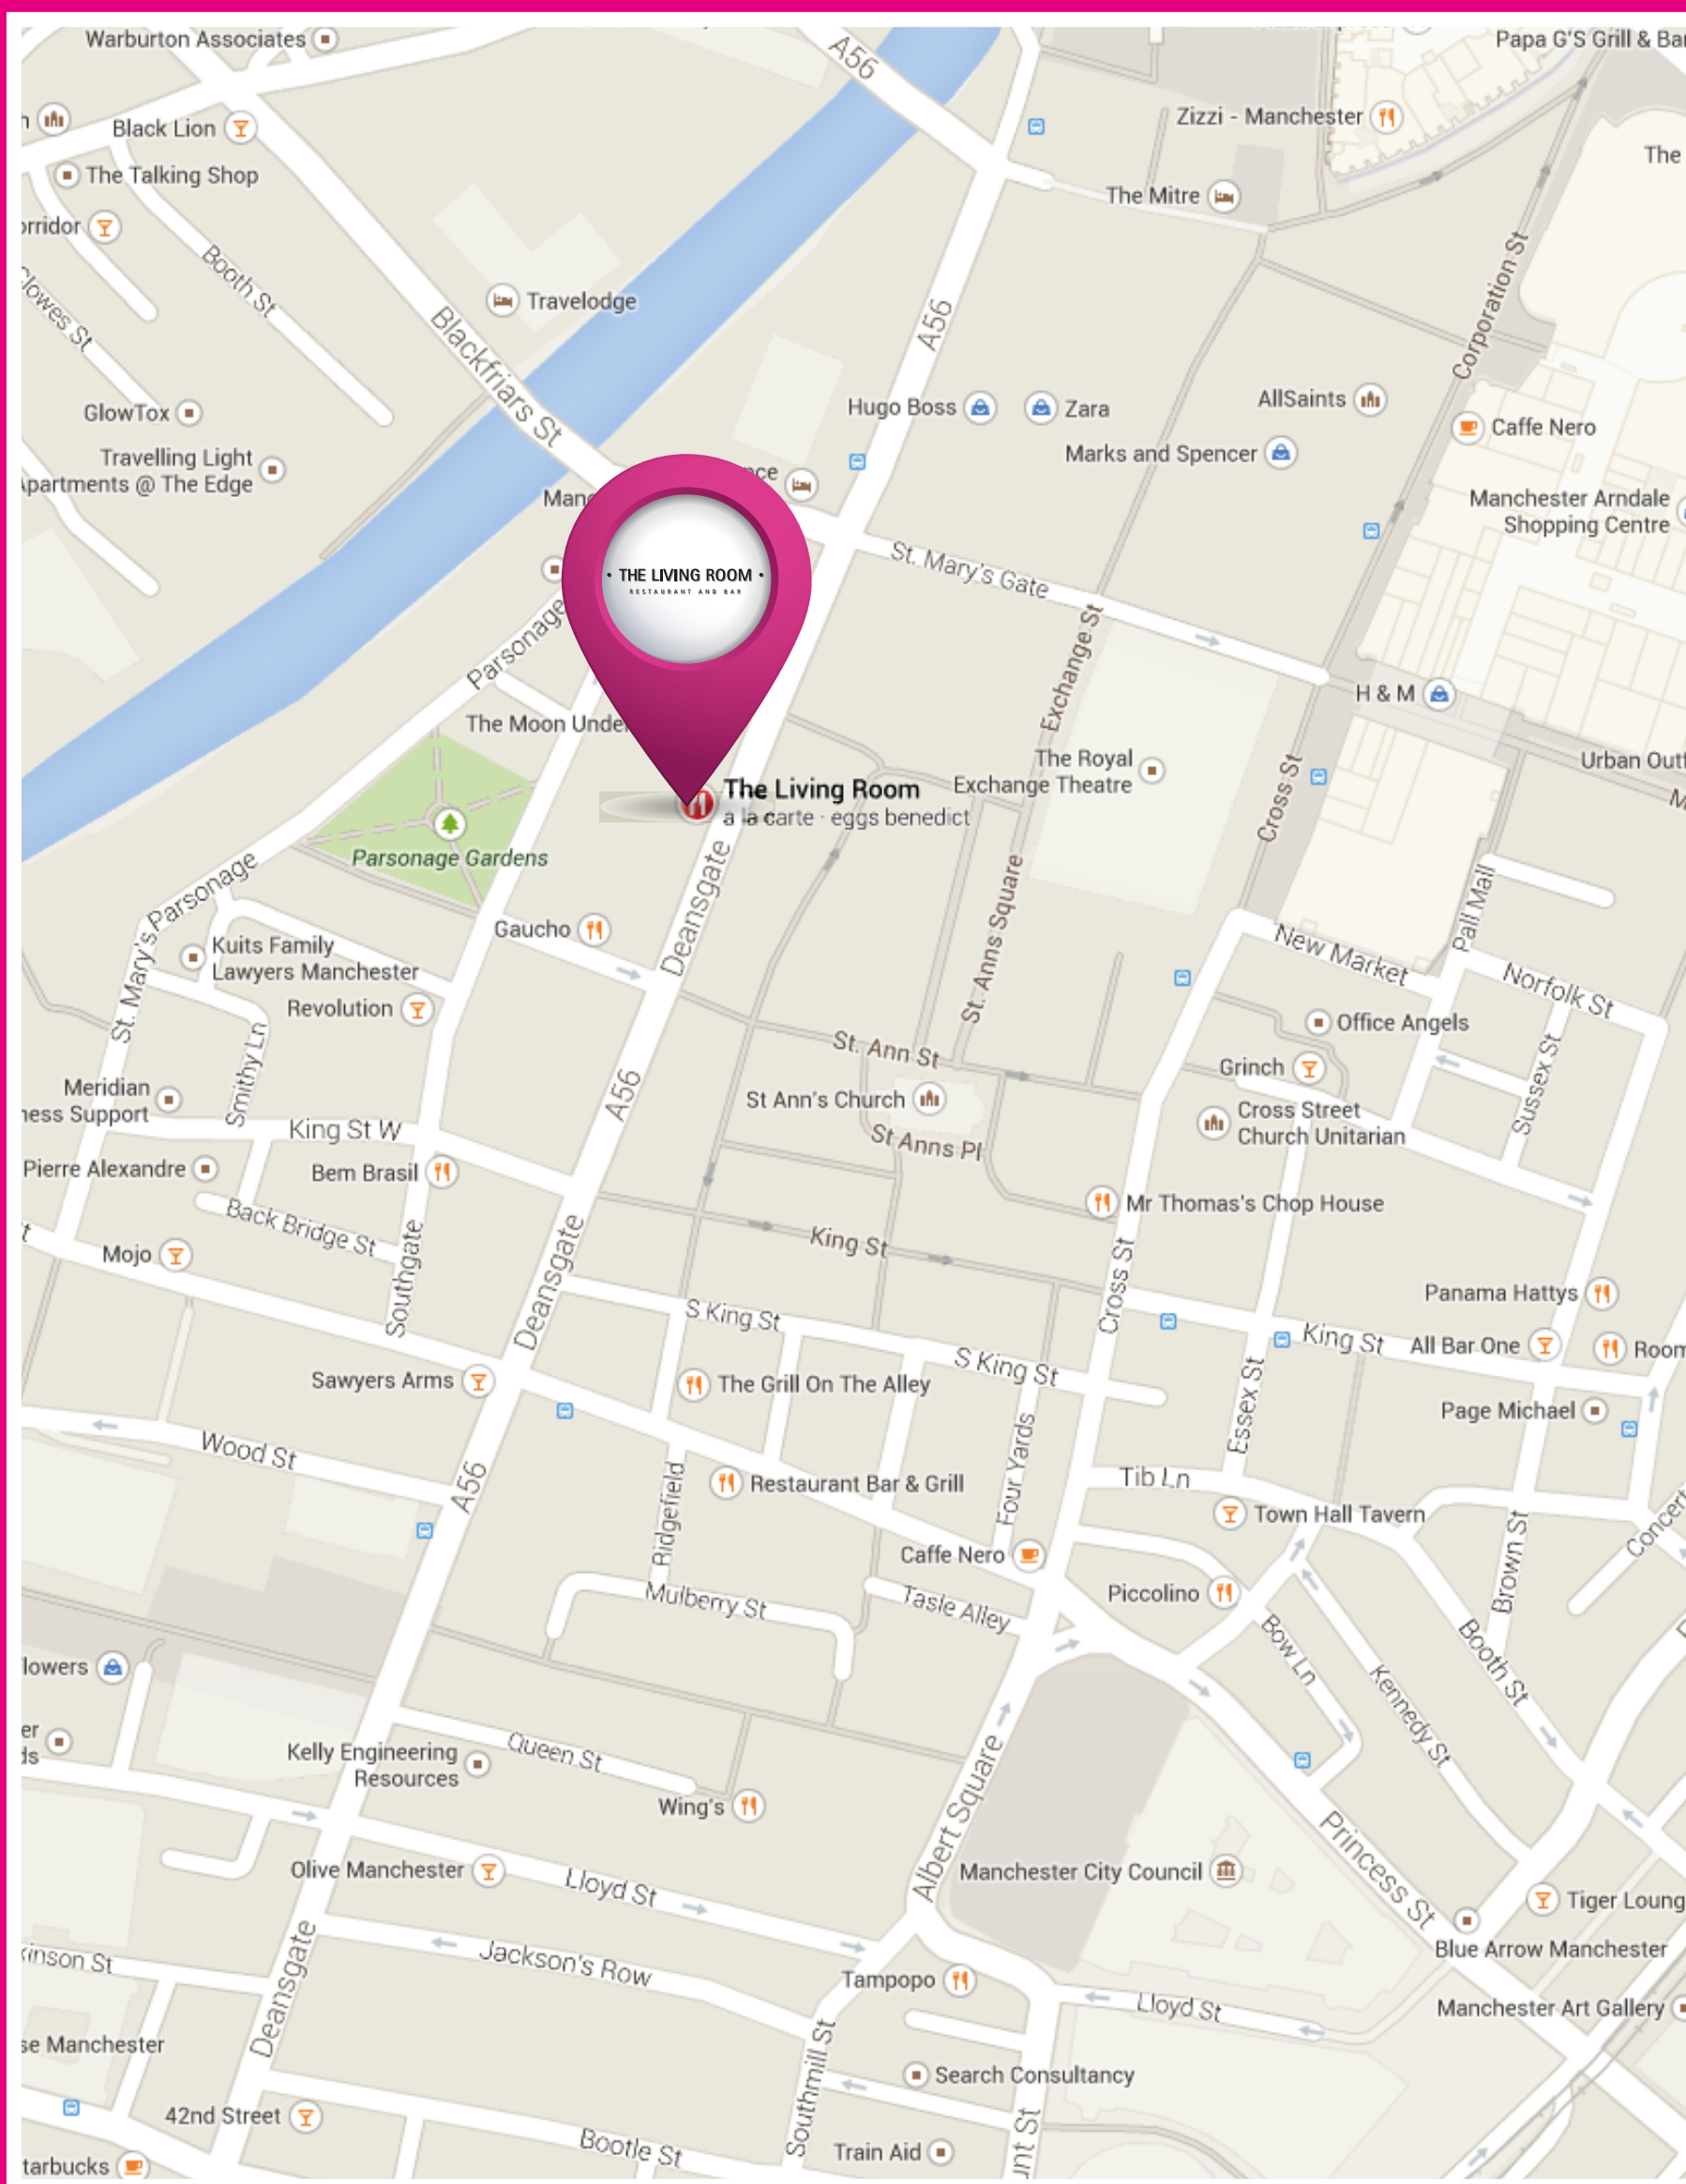 Warburton Associates
A56
Papa G'S Grill & Bar
Black Lion
Zizzi - Manchester
The Talking Shop
The
The Mitre
Booth St
Corporation St
Travelodge
A56
Blackfriars St
GlowTox
Hugo Boss
Zara
AllSaints
Caffe Nero
Marks and Spencer
Travelling Light
Apartments @ The Edge
Manchester Arndale
Shopping Centre
St. Mary's Gate
• THE LIVING ROOM •
RESTAURANT AND BAR
Parsonage
Exchange St
H & M
The Moon Under
The Royal
Exchange Theatre
Cross St
The Living Room
a la carte · eggs benedict
Parsonage Gardens
Deansgate
St. Anns Square
Pall Mall
St. Mary's Parsonage
Gaucho
New Market
Kuits Family
Lawyers Manchester
Norfolk St
Revolution
Office Angels
St. Ann St
Smithy Ln
Grinch
Sussex St
Meridian
ness Support
A56
St Ann's Church
Cross Street
Church Unitarian
King St W
St Anns Pl
Pierre Alexandre
Bem Brasil
Mr Thomas's Chop House
Back Bridge St
Mojo
Southgate
Deansgate
King St
Cross St
Panama Hattys
S King St
King St
All Bar One
Room
Sawyers Arms
The Grill On The Alley
S King St
Essex St
Page Michael
Wood St
A56
Ridgefield
Restaurant Bar & Grill
Four Yards
Tib Ln
Town Hall Tavern
Brown St
Concert
Caffe Nero
Piccolino
Mulberry St
Tasle Alley
Bow Ln
Booth St
Kennedy St
Kelly Engineering
Resources
Queen St
Wing's
Albert Square
Princess St
Olive Manchester
Lloyd St
Manchester City Council
Tiger Loung
Deansgate
Blue Arrow Manchester
Jackson's Row
Tampopo
Lloyd St
Manchester Art Gallery
Southmill St
Search Consultancy
42nd Street
Bootle St
Train Aid